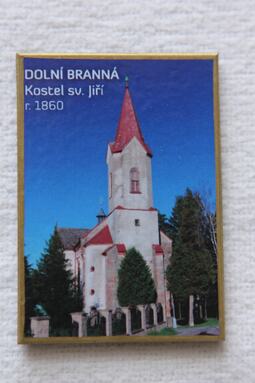 DOLNÍ BRANNÁ
Kostel sv. Jiří
r. 1860